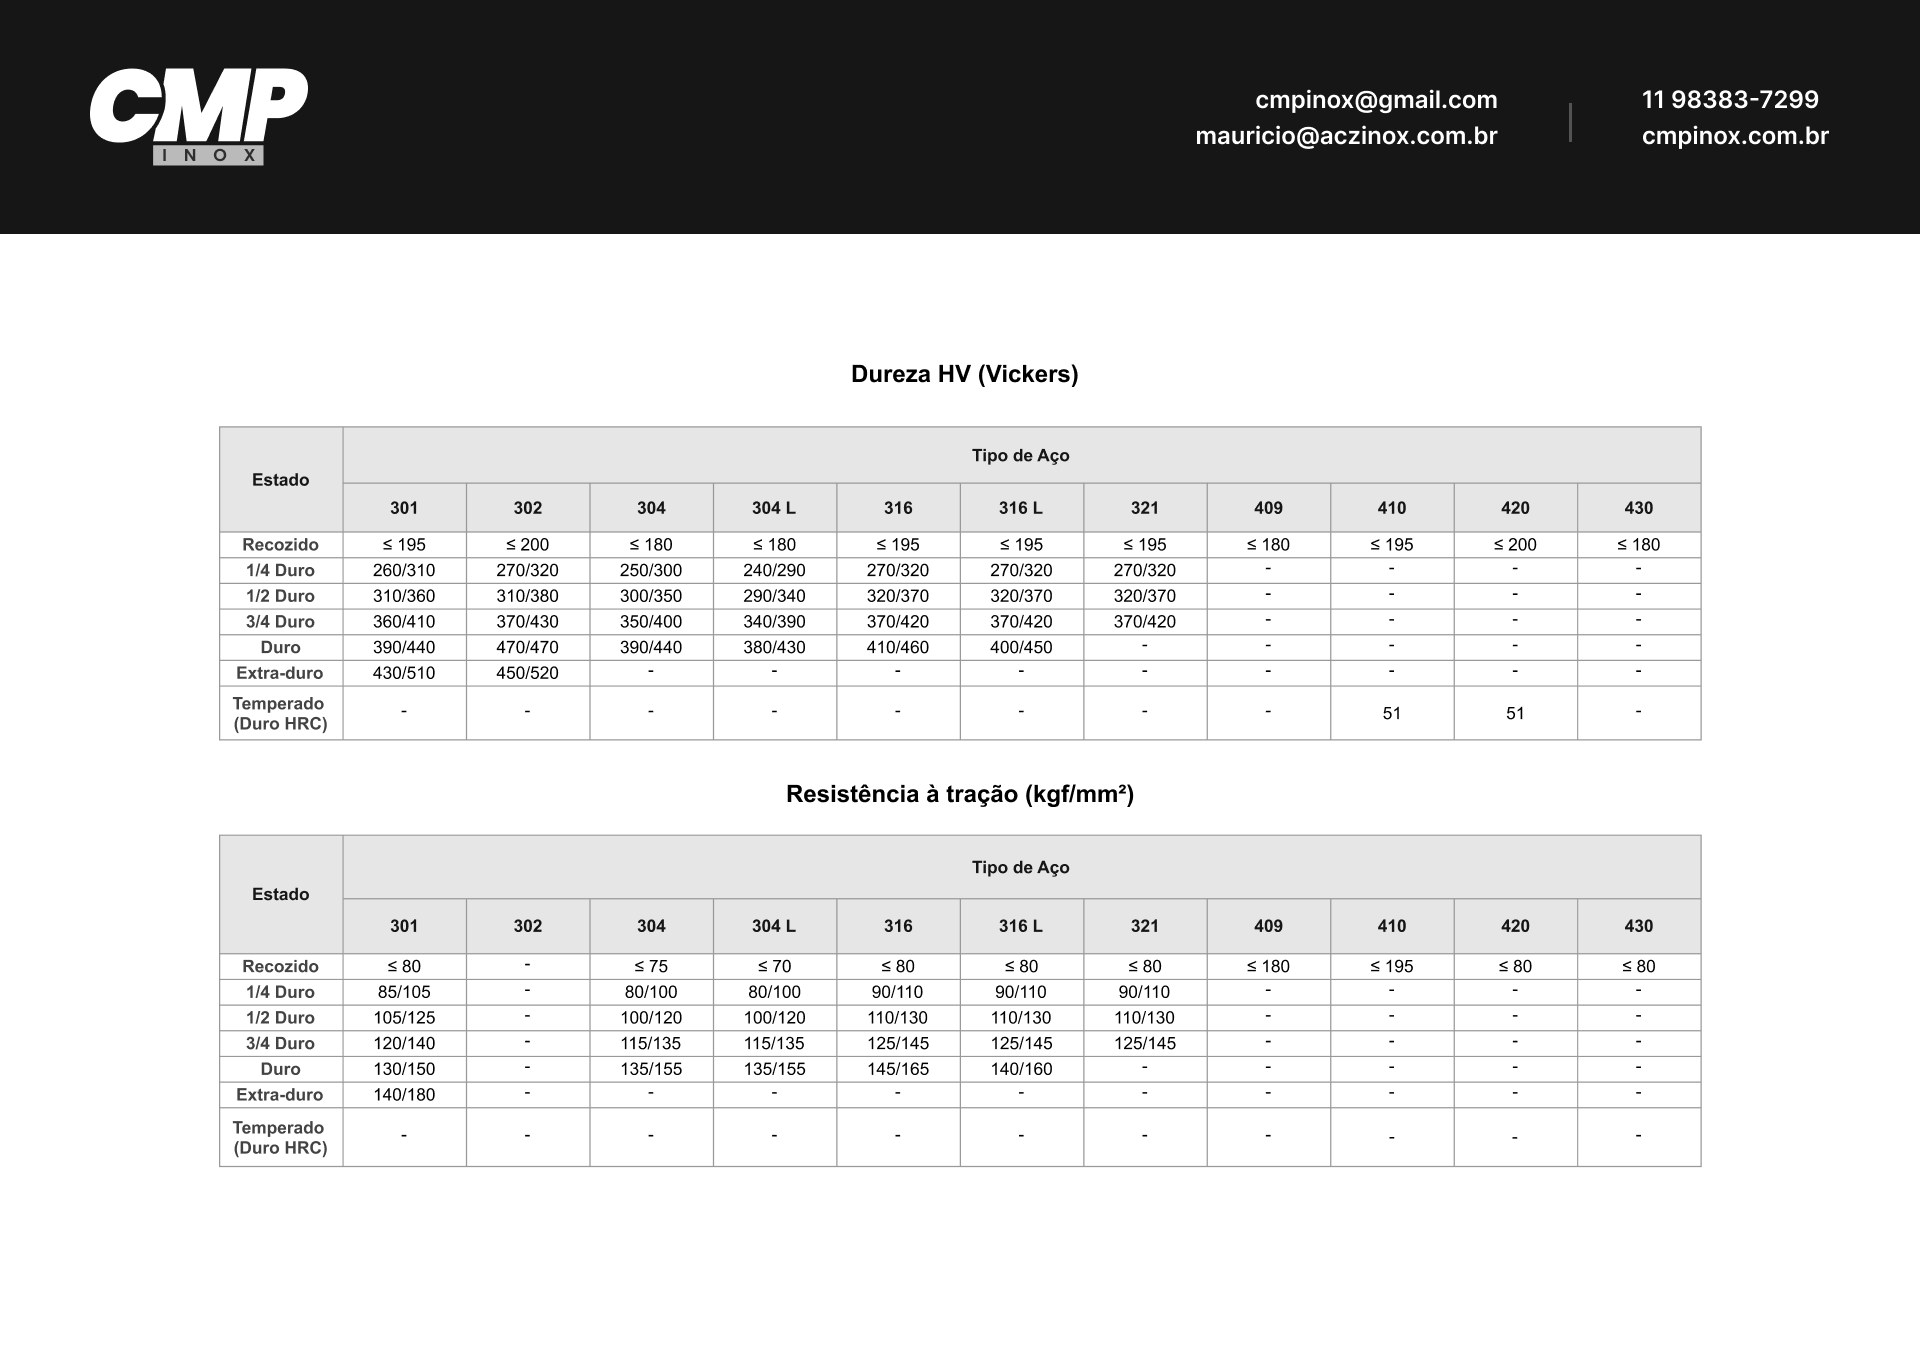 CMP
INOX
cmpinox@gmail.com
mauricio@aczinox.com.br
11 98383-7299
cmpinox.com.br
Dureza HV (Vickers)
Estado
Tipo de Aço
301 302 304 304 L 316 316 L 321 409 410 420 430
Recozido ≤ 195 ≤ 200 ≤ 180 ≤ 180 ≤ 195 ≤ 195 ≤ 195 ≤ 180 ≤ 195 ≤ 200 ≤ 180
1/4 Duro 260/310 270/320 250/300 240/290 270/320 270/320 270/320 - - - -
1/2 Duro 310/360 310/380 300/350 290/340 320/370 320/370 320/370 - - - -
3/4 Duro 360/410 370/430 350/400 340/390 370/420 370/420 370/420 - - - -
Duro 390/440 470/470 390/440 380/430 410/460 400/450 - - - - -
Extra-duro 430/510 450/520 - - - - - - - - -
Temperado
(Duro HRC) - - - - - - - - 51 51 -
Resistência à tração (kgf/mm²)
Estado
Tipo de Aço
301 302 304 304 L 316 316 L 321 409 410 420 430
Recozido ≤ 80 - ≤ 75 ≤ 70 ≤ 80 ≤ 80 ≤ 80 ≤ 180 ≤ 195 ≤ 80 ≤ 80
1/4 Duro 85/105 - 80/100 80/100 90/110 90/110 90/110 - - - -
1/2 Duro 105/125 - 100/120 100/120 110/130 110/130 110/130 - - - -
3/4 Duro 120/140 - 115/135 115/135 125/145 125/145 125/145 - - - -
Duro 130/150 - 135/155 135/155 145/165 140/160 - - - - -
Extra-duro 140/180 - - - - - - - - - -
Temperado
(Duro HRC) - - - - - - - - - - -